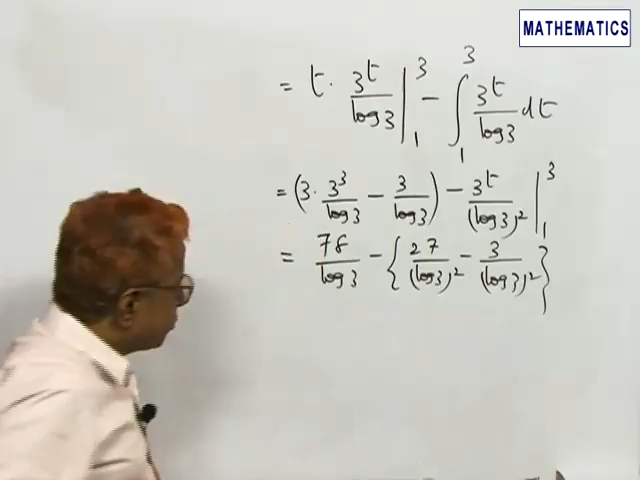 MATHEMATICS
= t · 3^t/log 3 |_1^3 − ∫_1^3 3^t/log 3 dt
= (3 · 3^3/log 3 − 3/log 3) − 3^t/(log 3)^2 |_1^3
= 78/log 3 − {27/(log 3)^2 − 3/(log 3)^2}